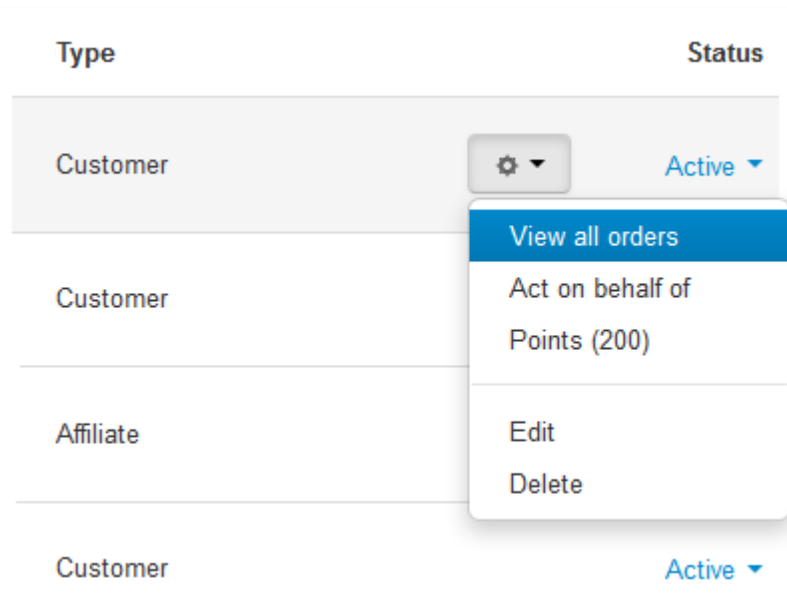 Type Status
Customer Active
View all orders
Act on behalf of
Customer
Points (200)
Affiliate Edit
Delete
Customer Active